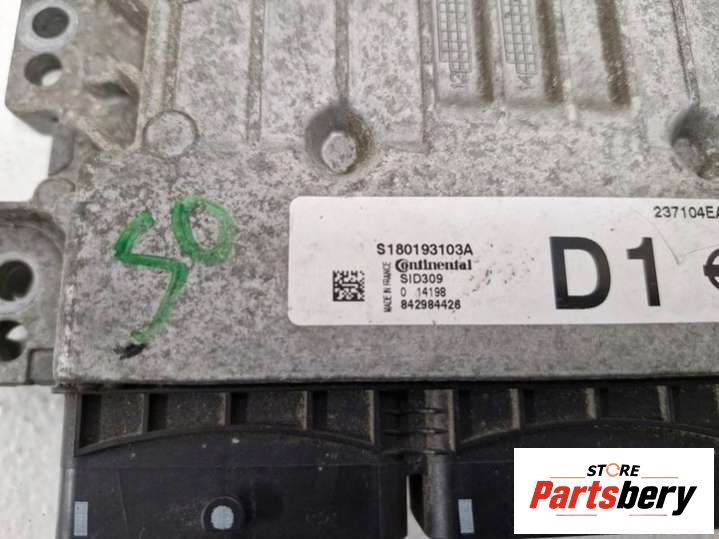 237104EA
S180193103A
Continental
SID309
0 14198
842984426
MADE IN FRANCE
D1
50
STORE
Partsbery